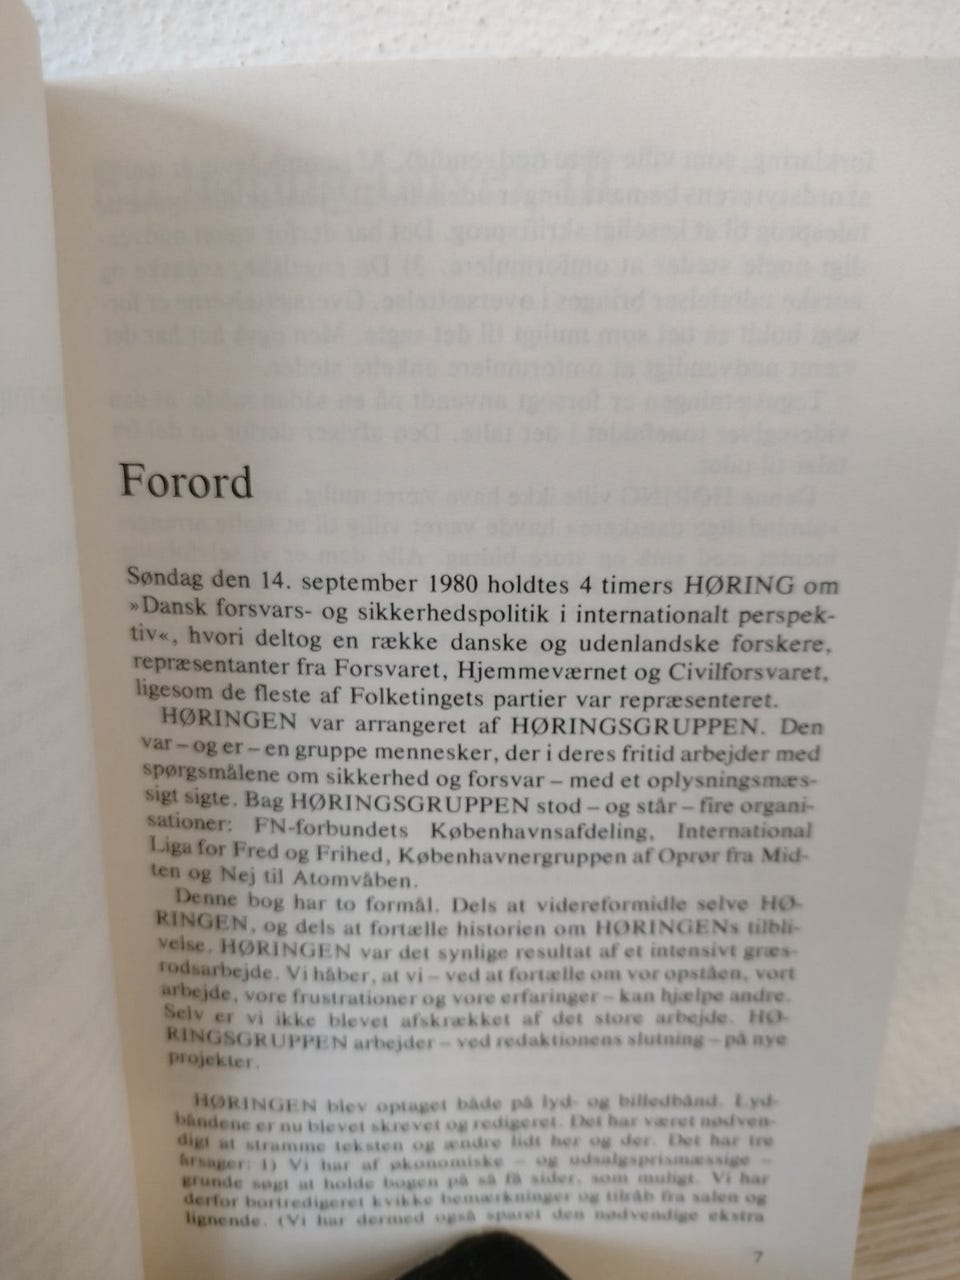 Forord
Søndag den 14. september 1980 holdtes 4 timers HØRING om
»Dansk forsvars- og sikkerhedspolitik i internationalt perspek-
tiv«, hvori deltog en række danske og udenlandske forskere,
repræsentanter fra Forsvaret, Hjemmeværnet og Civilforsvaret,
ligesom de fleste af Folketingets partier var repræsenteret.
HØRINGEN var arrangeret af HØRINGSGRUPPEN. Den
var – og er – en gruppe mennesker, der i deres fritid arbejder med
spørgsmålene om sikkerhed og forsvar – med et oplysningsmæs-
sigt sigte. Bag HØRINGSGRUPPEN stod – og står – fire organi-
sationer: FN-forbundets Københavnsafdeling, International
Liga for Fred og Frihed, Københavnergruppen af Oprør fra Mid-
ten og Nej til Atomvåben.
Denne bog har to formål. Dels at videreformidle selve HØ-
RINGEN, og dels at fortælle historien om HØRINGENs tilbli-
velse. HØRINGEN var det synlige resultat af et intensivt græs-
rodsarbejde. Vi håber, at vi – ved at fortælle om vor opståen, vort
arbejde, vore frustrationer og vore erfaringer – kan hjælpe andre.
Selv er vi ikke blevet afskrækket af det store arbejde. HØ-
RINGSGRUPPEN arbejder – ved redaktionens slutning – på nye
projekter.
HØRINGEN blev optaget både på lyd- og billedbånd. Lyd-
båndene er nu blevet skrevet og redigeret. Det har været nødven-
digt at stramme teksten og ændre lidt her og der. Det har tre
årsager: 1) Vi har af økonomiske – og udsalgsprismæssige –
grunde søgt at holde bogen på så få sider, som muligt. Vi har
derfor bortredigeret kvikke bemærkninger og tilråb fra salen og
lignende. (Vi har dermed også sparet den nødvendige ekstra
7